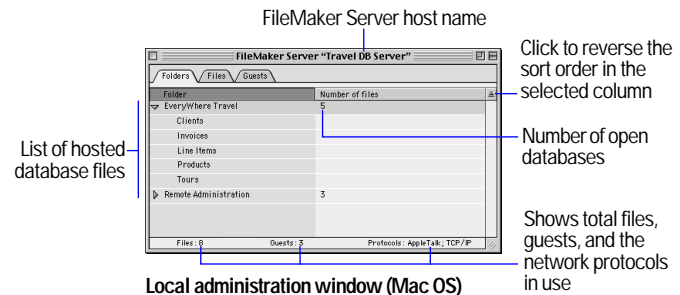 FileMaker Server host name
FileMaker Server “Travel DB Server”
Click to reverse the
sort order in the
selected column
Folders Files Guests
Folder Number of files
EveryWhere Travel 5
Clients
Invoices
Line Items
Products
Tours
Remote Administration 3
List of hosted
database files
Number of open
databases
Files: 8 Guests: 3 Protocols: AppleTalk; TCP/IP
Shows total files,
guests, and the
network protocols
in use
Local administration window (Mac OS)